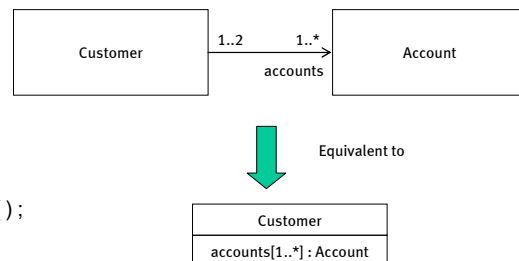 Customer
1..2
1..*
accounts
Account
Equivalent to
);
Customer
accounts[1..*] : Account